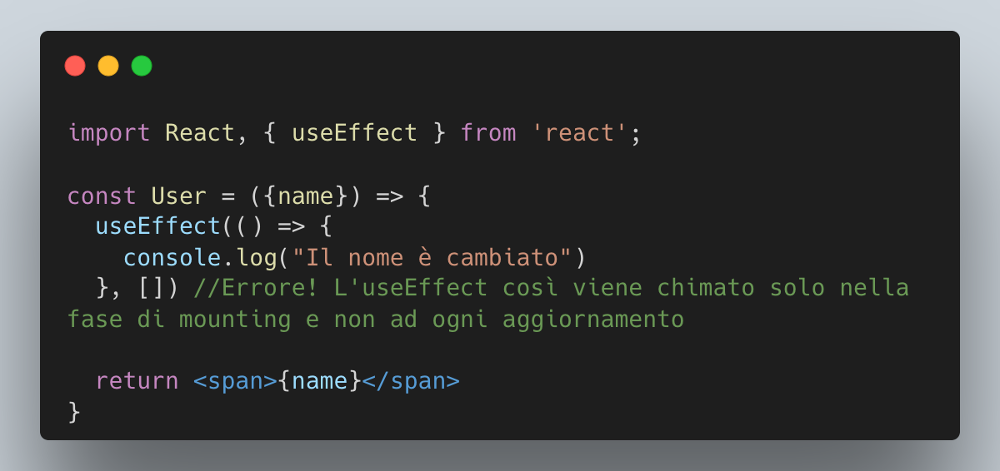 import React, { useEffect } from 'react';
const User = ({name}) => {
  useEffect(() => {
    console.log("Il nome è cambiato")
  }, []) //Errore! L'useEffect così viene chimato solo nella
fase di mounting e non ad ogni aggiornamento
  return <span>{name}</span>
}